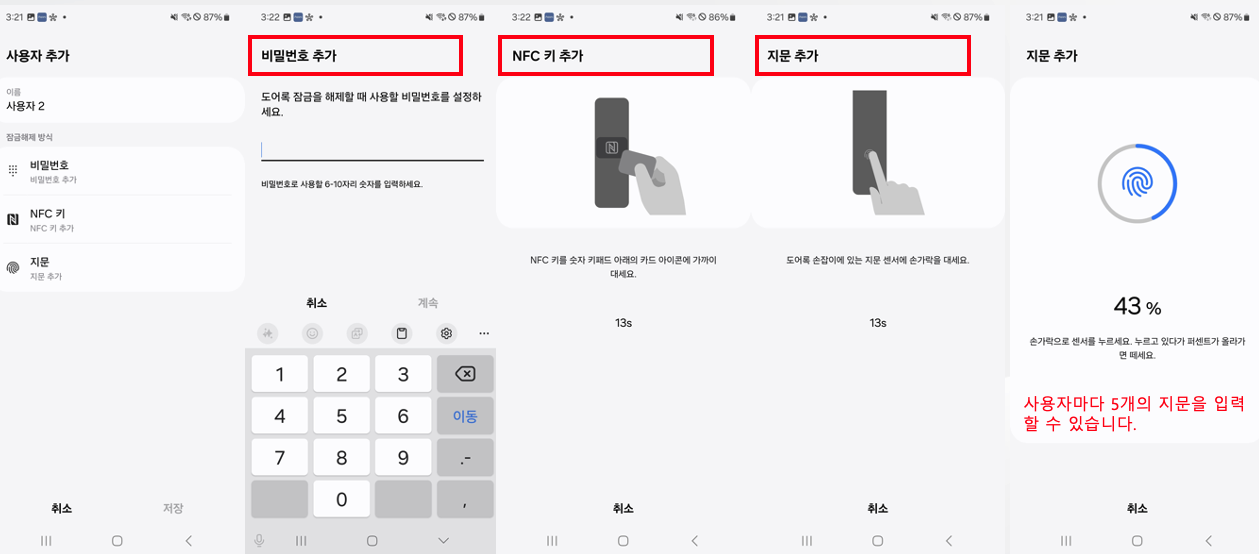 3:21
87%
사용자 추가
이름
사용자 2
잠금해제 방식
비밀번호
비밀번호 추가
NFC 키
NFC 키 추가
지문
지문 추가
취소
저장
3:22
87%
비밀번호 추가
도어록 잠금을 해제할 때 사용할 비밀번호를 설정하
세요.
비밀번호로 사용할 6-10자리 숫자를 입력하세요.
취소
계속
1
2
3
4
5
6
이동
7
8
9
.-
0
,
3:22
86%
NFC 키 추가
NFC 키를 숫자 키패드 아래의 카드 아이콘에 가까이
대세요.
13s
취소
3:21
87%
지문 추가
도어록 손잡이에 있는 지문 센서에 손가락을 대세요.
13s
취소
3:21
87%
지문 추가
43 %
손가락으로 센서를 누르세요. 누르고 있다가 퍼센트가 올라가
면 떼세요.
사용자마다 5개의 지문을 입력
할 수 있습니다.
취소